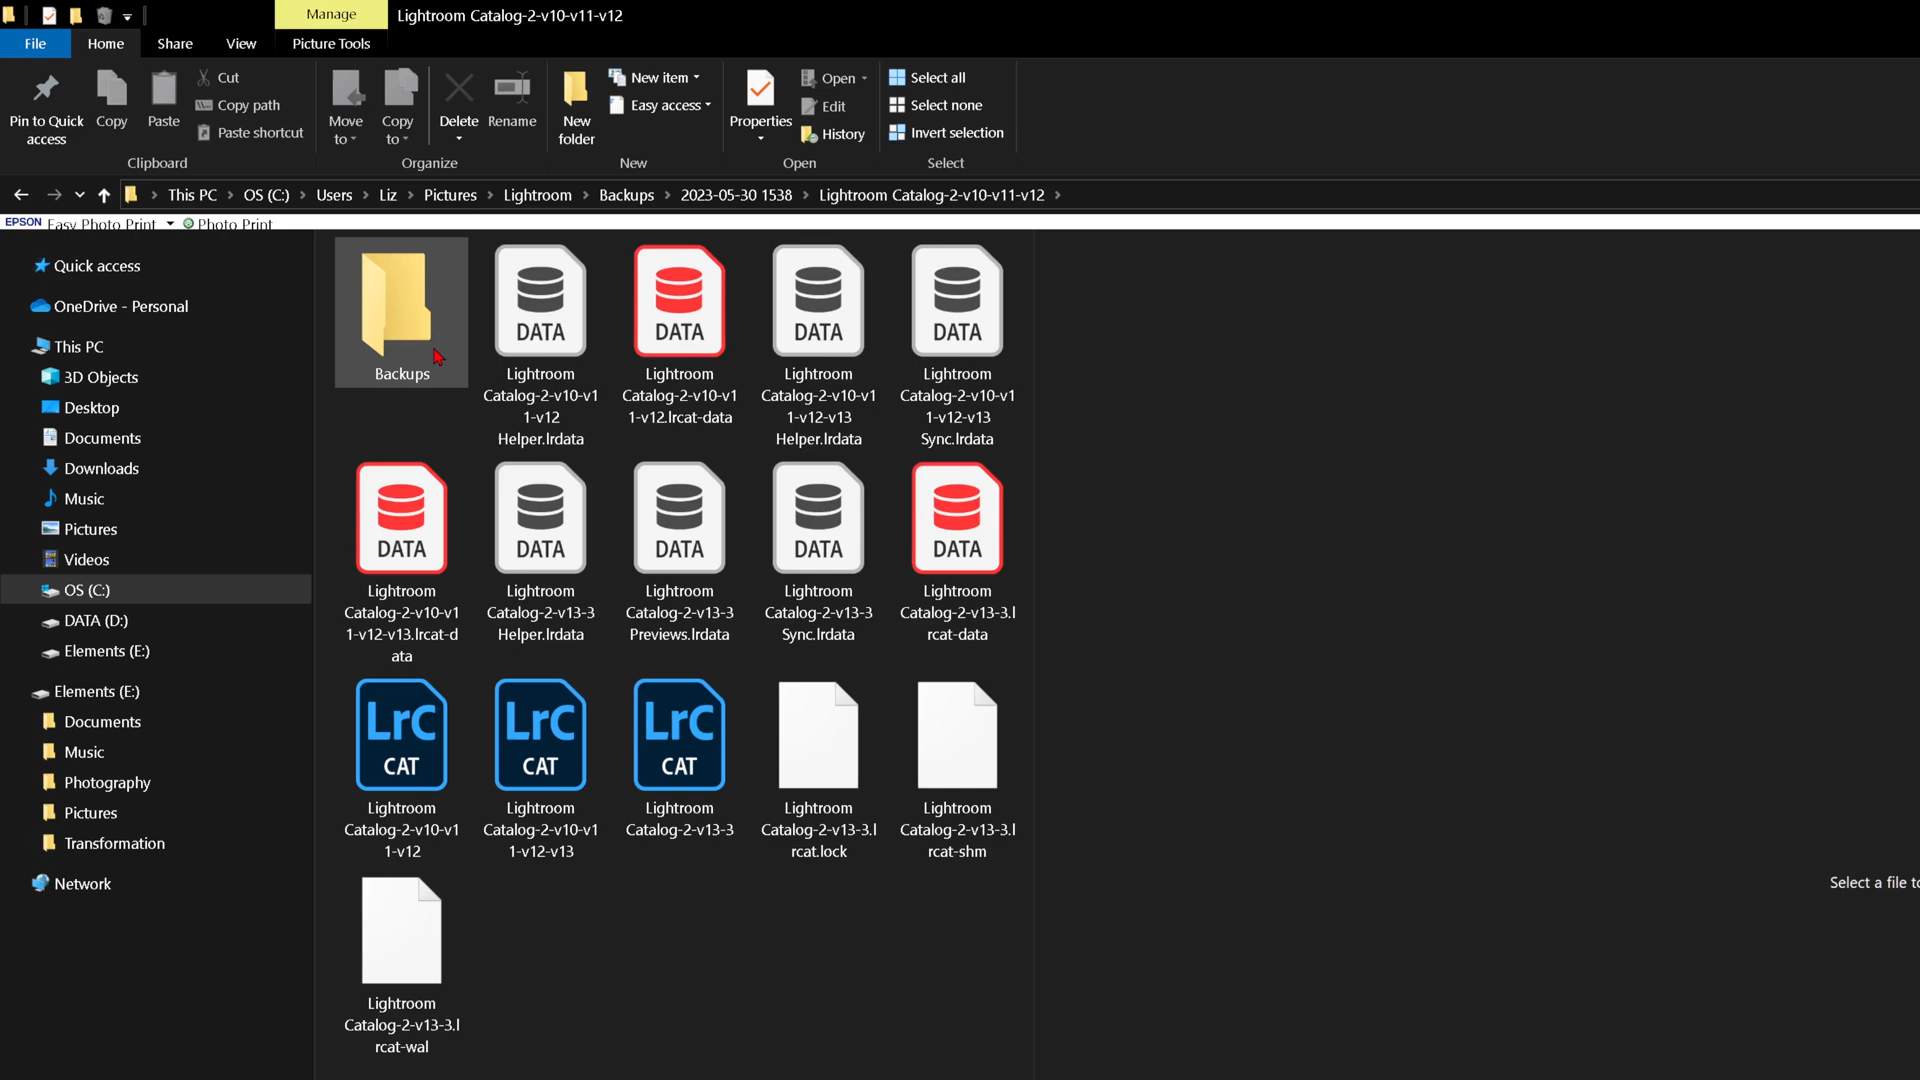 Manage
Lightroom Catalog-2-v10-v11-v12
File
Home
Share
View
Picture Tools
Pin to Quick
access
Copy
Paste
Cut
Copy path
Paste shortcut
Clipboard
Move
to
Copy
to
Delete
Rename
Organize
New
folder
New item
Easy access
New
Properties
Open
Edit
History
Open
Select all
Select none
Invert selection
Select
This PC
OS (C:)
Users
Liz
Pictures
Lightroom
Backups
2023-05-30 1538
Lightroom Catalog-2-v10-v11-v12
EPSON Easy Photo Print
Photo Print
Quick access
OneDrive - Personal
This PC
3D Objects
Desktop
Documents
Downloads
Music
Pictures
Videos
OS (C:)
DATA (D:)
Elements (E:)
Elements (E:)
Documents
Music
Photography
Pictures
Transformation
Network
Backups
DATA
Lightroom
Catalog-2-v10-v1
1-v12
Helper.lrdata
DATA
Lightroom
Catalog-2-v10-v1
1-v12.lrcat-data
DATA
Lightroom
Catalog-2-v10-v1
1-v12-v13
Helper.lrdata
DATA
Lightroom
Catalog-2-v10-v1
1-v12-v13
Sync.lrdata
DATA
Lightroom
Catalog-2-v10-v1
1-v12-v13.lrcat-d
ata
DATA
Lightroom
Catalog-2-v13-3
Helper.lrdata
DATA
Lightroom
Catalog-2-v13-3
Previews.lrdata
DATA
Lightroom
Catalog-2-v13-3
Sync.lrdata
DATA
Lightroom
Catalog-2-v13-3.l
rcat-data
LrC
CAT
Lightroom
Catalog-2-v10-v1
1-v12
LrC
CAT
Lightroom
Catalog-2-v10-v1
1-v12-v13
LrC
CAT
Lightroom
Catalog-2-v13-3
Lightroom
Catalog-2-v13-3.l
rcat.lock
Lightroom
Catalog-2-v13-3.l
rcat-shm
Lightroom
Catalog-2-v13-3.l
rcat-wal
Select a file to